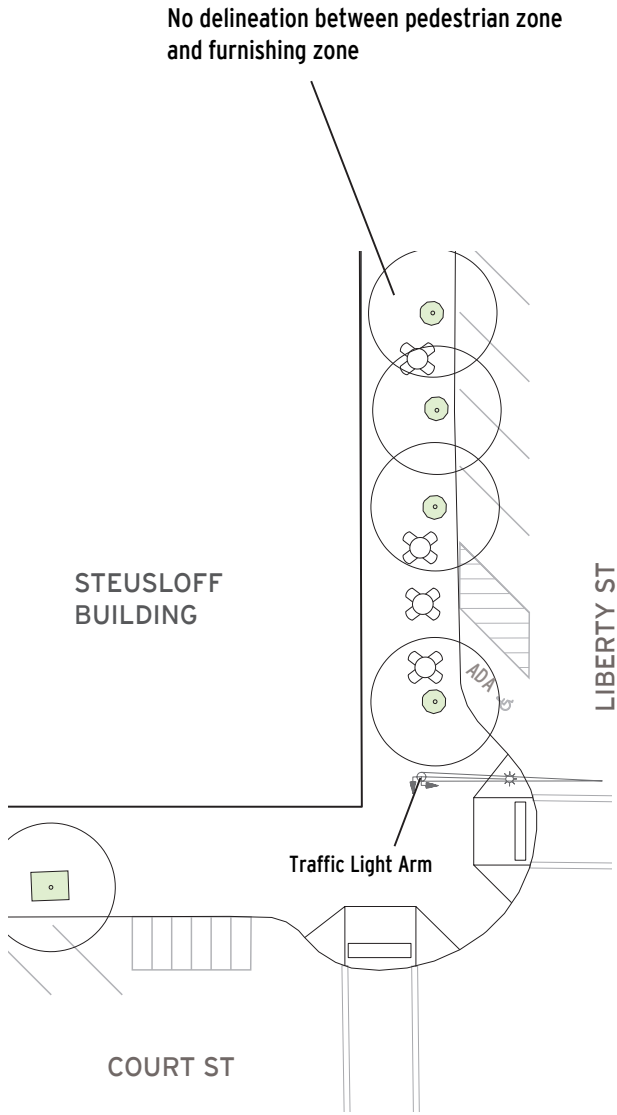 No delineation between pedestrian zone
and furnishing zone
STEUSLOFF
BUILDING
LIBERTY ST
ADA
Traffic Light Arm
COURT ST